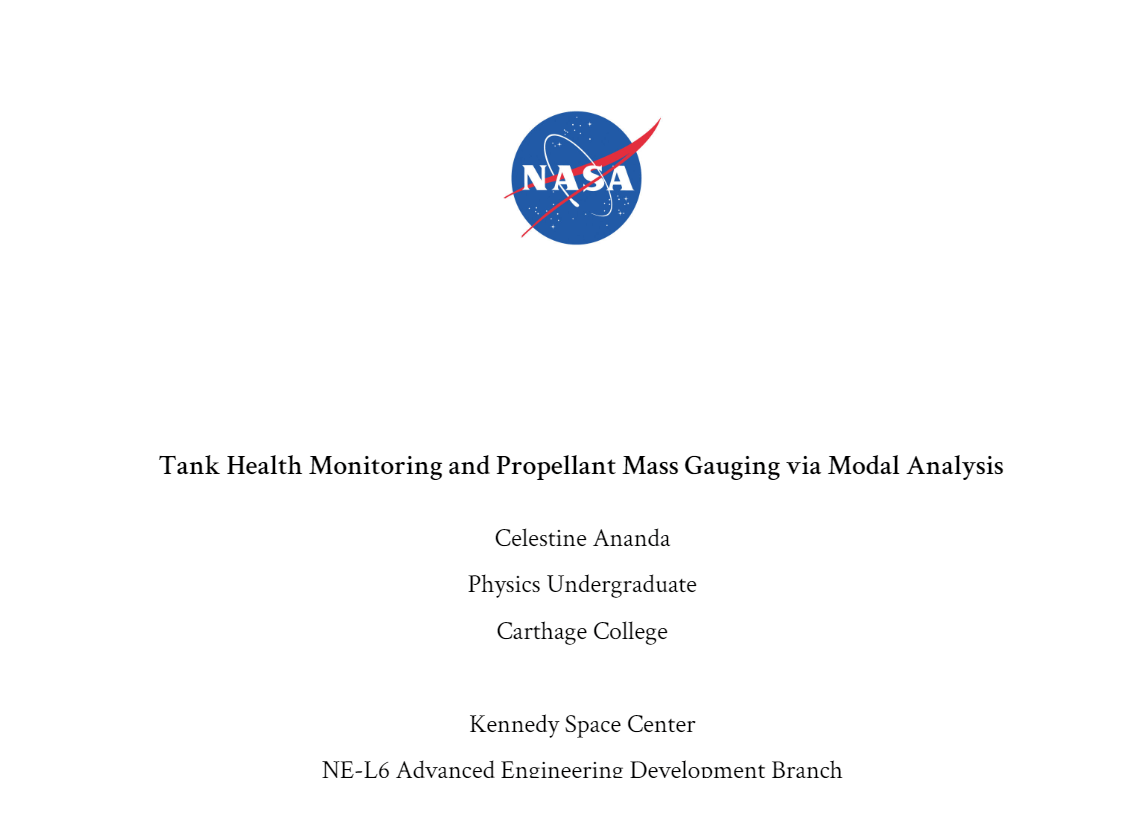 NASA
Tank Health Monitoring and Propellant Mass Gauging via Modal Analysis
Celestine Ananda
Physics Undergraduate
Carthage College
Kennedy Space Center
NE-L6 Advanced Engineering Development Branch